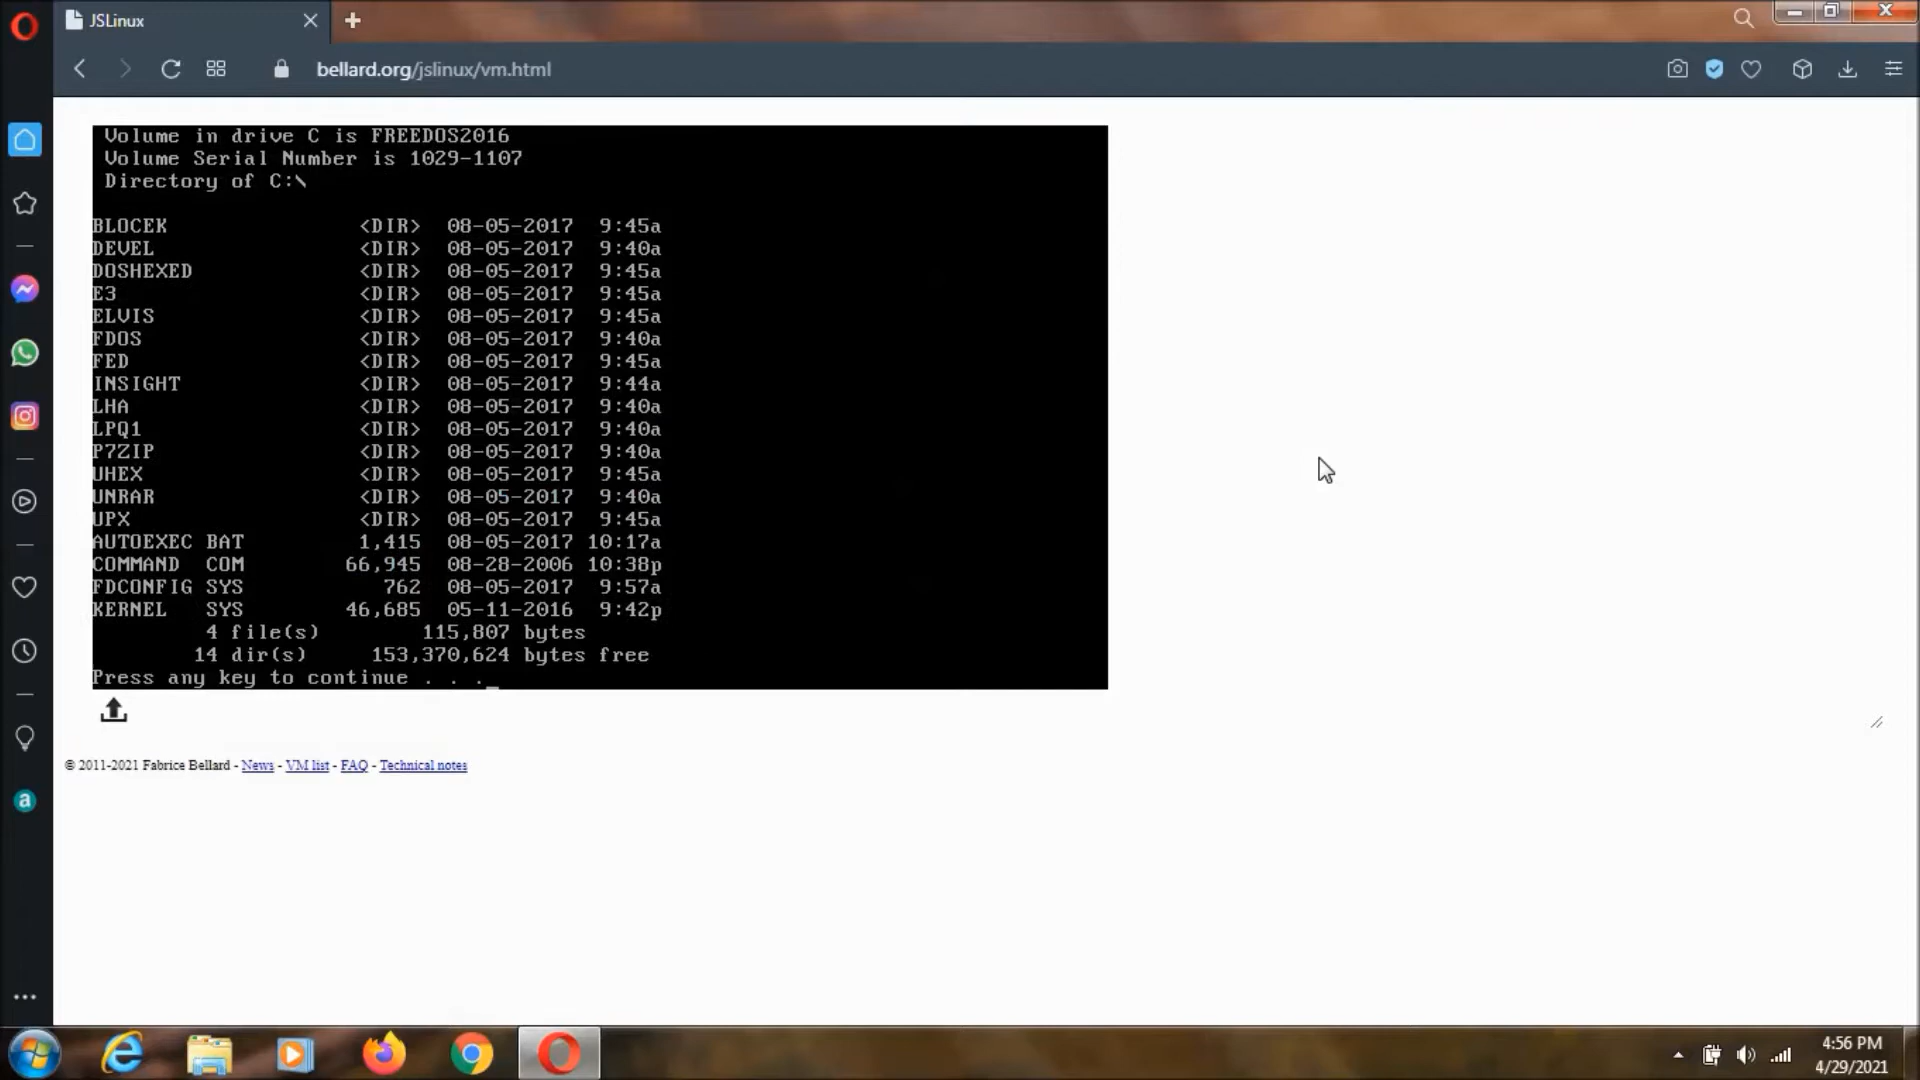 JSLinux
bellard.org/jslinux/vm.html
Volume in drive C is FREEDOS2016
Volume Serial Number is 1029-1107
Directory of C:\
BLOCEK <DIR> 08-05-2017 9:45a
DEVEL <DIR> 08-05-2017 9:40a
DOSHEXED <DIR> 08-05-2017 9:45a
E3 <DIR> 08-05-2017 9:45a
ELVIS <DIR> 08-05-2017 9:45a
FDOS <DIR> 08-05-2017 9:40a
FED <DIR> 08-05-2017 9:45a
INSIGHT <DIR> 08-05-2017 9:44a
LHA <DIR> 08-05-2017 9:40a
LPQ1 <DIR> 08-05-2017 9:40a
P7ZIP <DIR> 08-05-2017 9:40a
UHEX <DIR> 08-05-2017 9:45a
UNRAR <DIR> 08-05-2017 9:40a
UPX <DIR> 08-05-2017 9:45a
AUTOEXEC BAT 1,415 08-05-2017 10:17a
COMMAND COM 66,945 08-28-2006 10:38p
FDCONFIG SYS 762 08-05-2017 9:57a
KERNEL SYS 46,685 05-11-2016 9:42p
4 file(s) 115,807 bytes
14 dir(s) 153,370,624 bytes free
Press any key to continue . . ._
© 2011-2021 Fabrice Bellard - News - VM list - FAQ - Technical notes
a
4:56 PM
4/29/2021